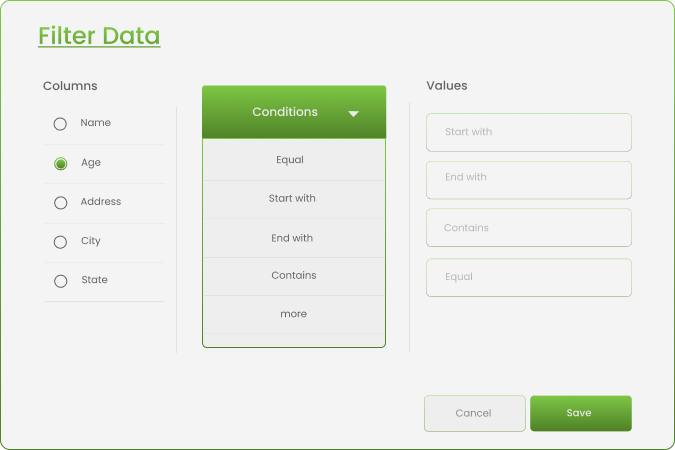 Filter Data
Columns
Name
Age
Address
City
State
Conditions
Equal
Start with
End with
Contains
more
Values
Start with
End with
Contains
Equal
Cancel
Save